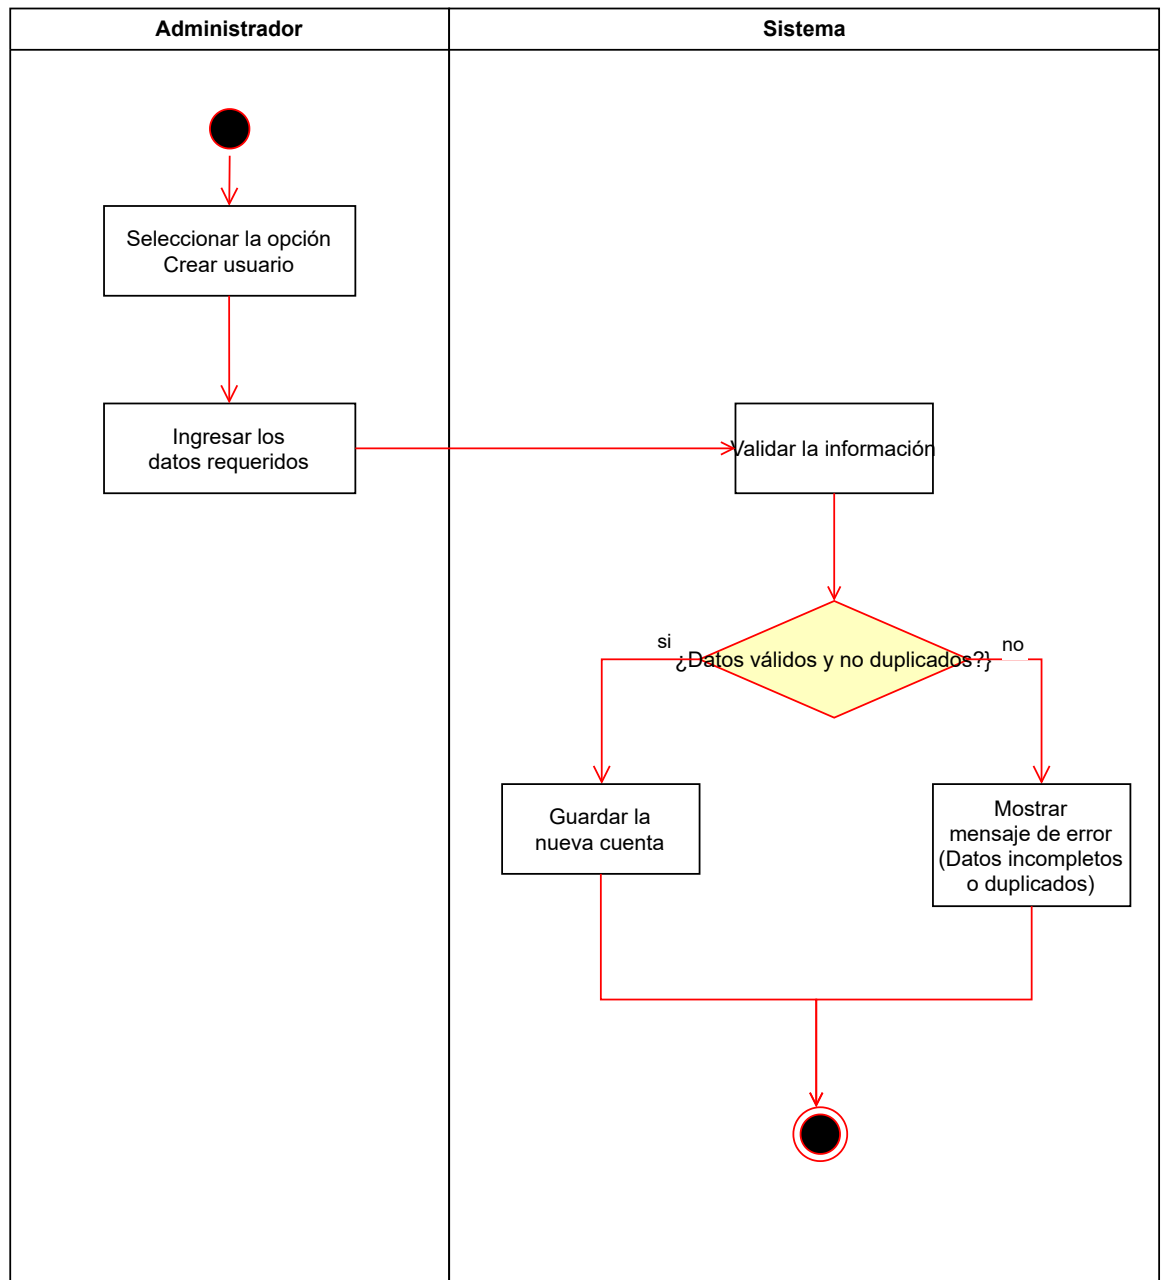 Administrador
Sistema
Seleccionar la opción
Crear usuario
Ingresar los
datos requeridos
Validar la información
si
¿Datos válidos y no duplicados?}
no
Guardar la
nueva cuenta
Mostrar
mensaje de error
(Datos incompletos
o duplicados)